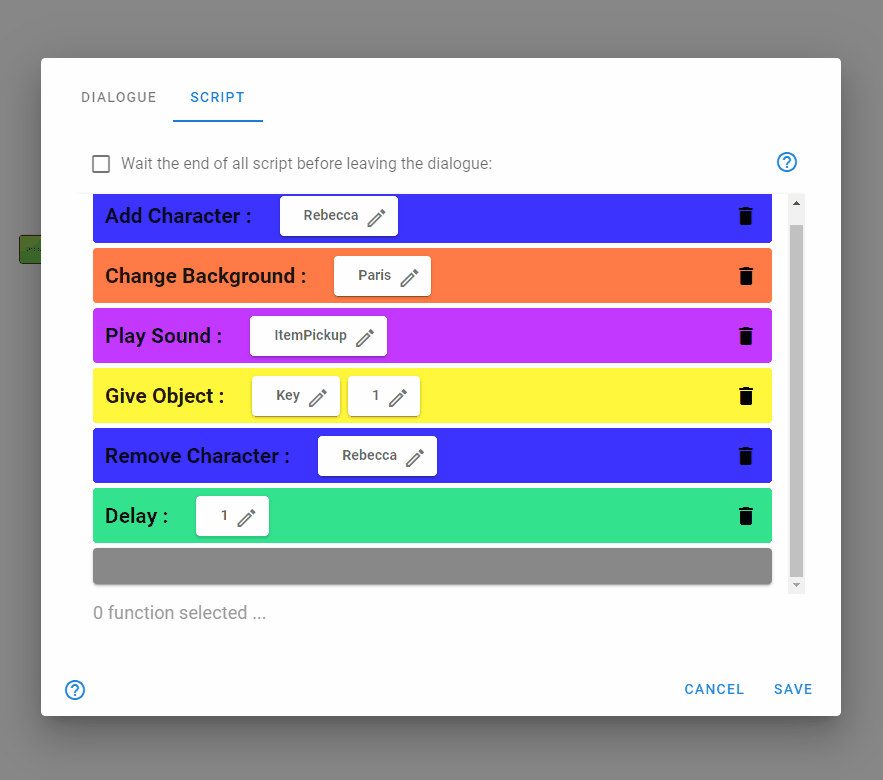 DIALOGUE SCRIPT
Wait the end of all script before leaving the dialogue:
Add Character : Rebecca
Change Background : Paris
Play Sound : ItemPickup
Give Object : Key 1
Remove Character : Rebecca
Delay : 1
0 function selected ...
CANCEL SAVE